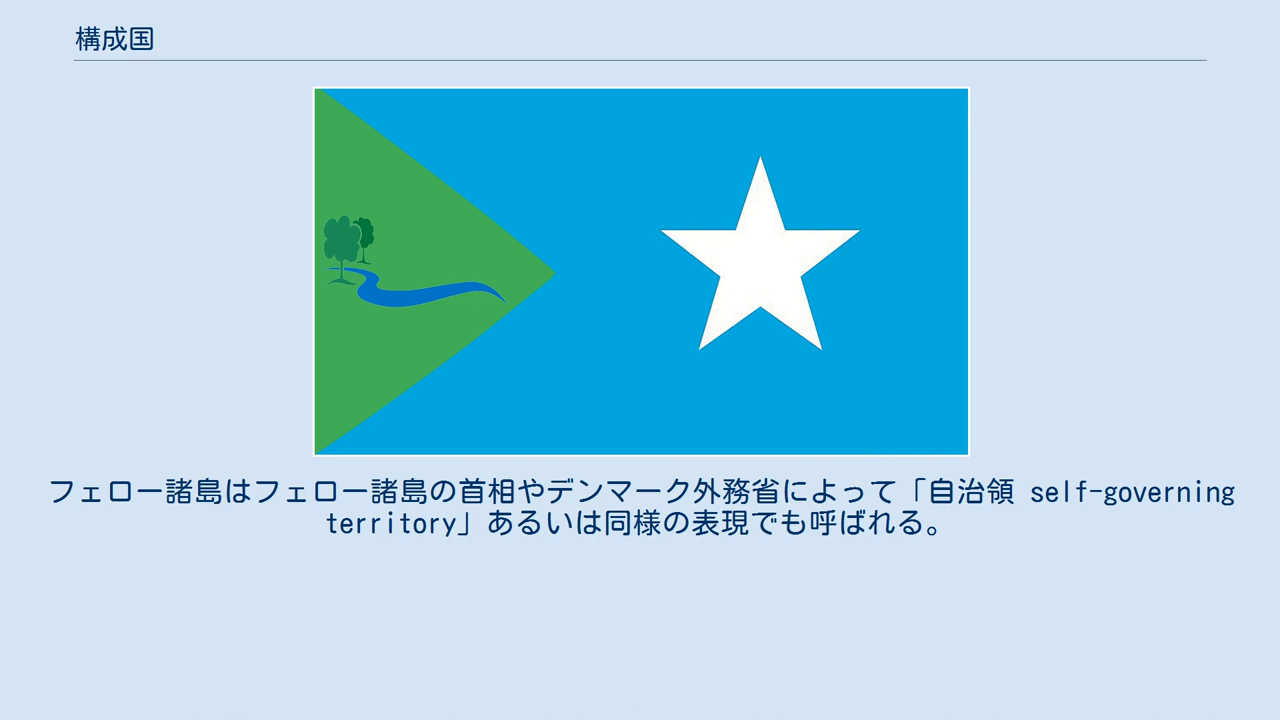 構成国
フェロー諸島はフェロー諸島の首相やデンマーク外務省によって「自治領 self-governing
territory」あるいは同様の表現でも呼ばれる。